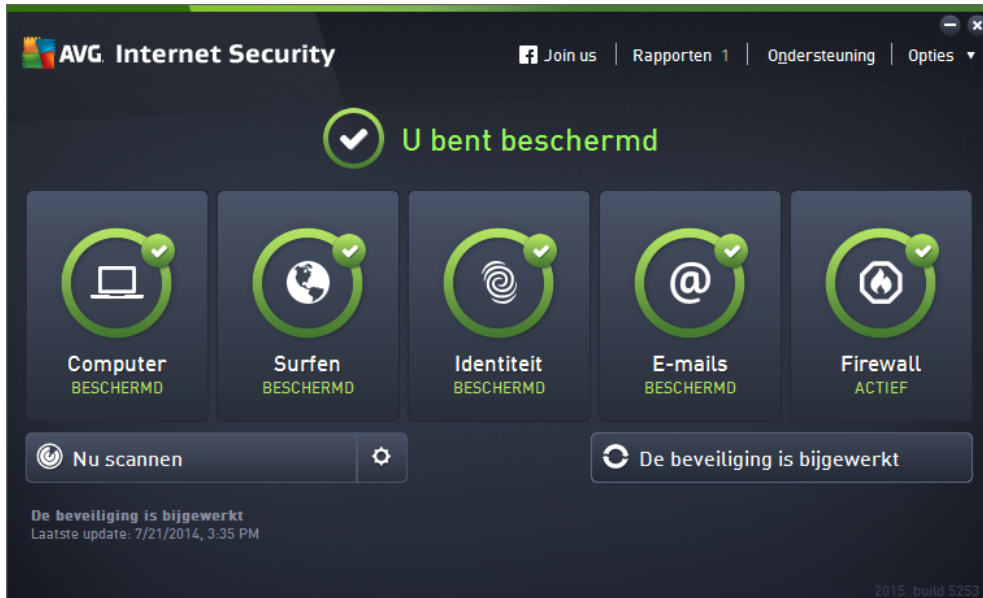 AVG. Internet Security
Join us
Rapporten 1
Ondersteuning
Opties
U bent beschermd
Computer
BESCHERMD
Surfen
BESCHERMD
Identiteit
BESCHERMD
E-mails
BESCHERMD
Firewall
ACTIEF
Nu scannen
De beveiliging is bijgewerkt
De beveiliging is bijgewerkt
Laatste update: 7/21/2014, 3:35 PM
2015 build 5253